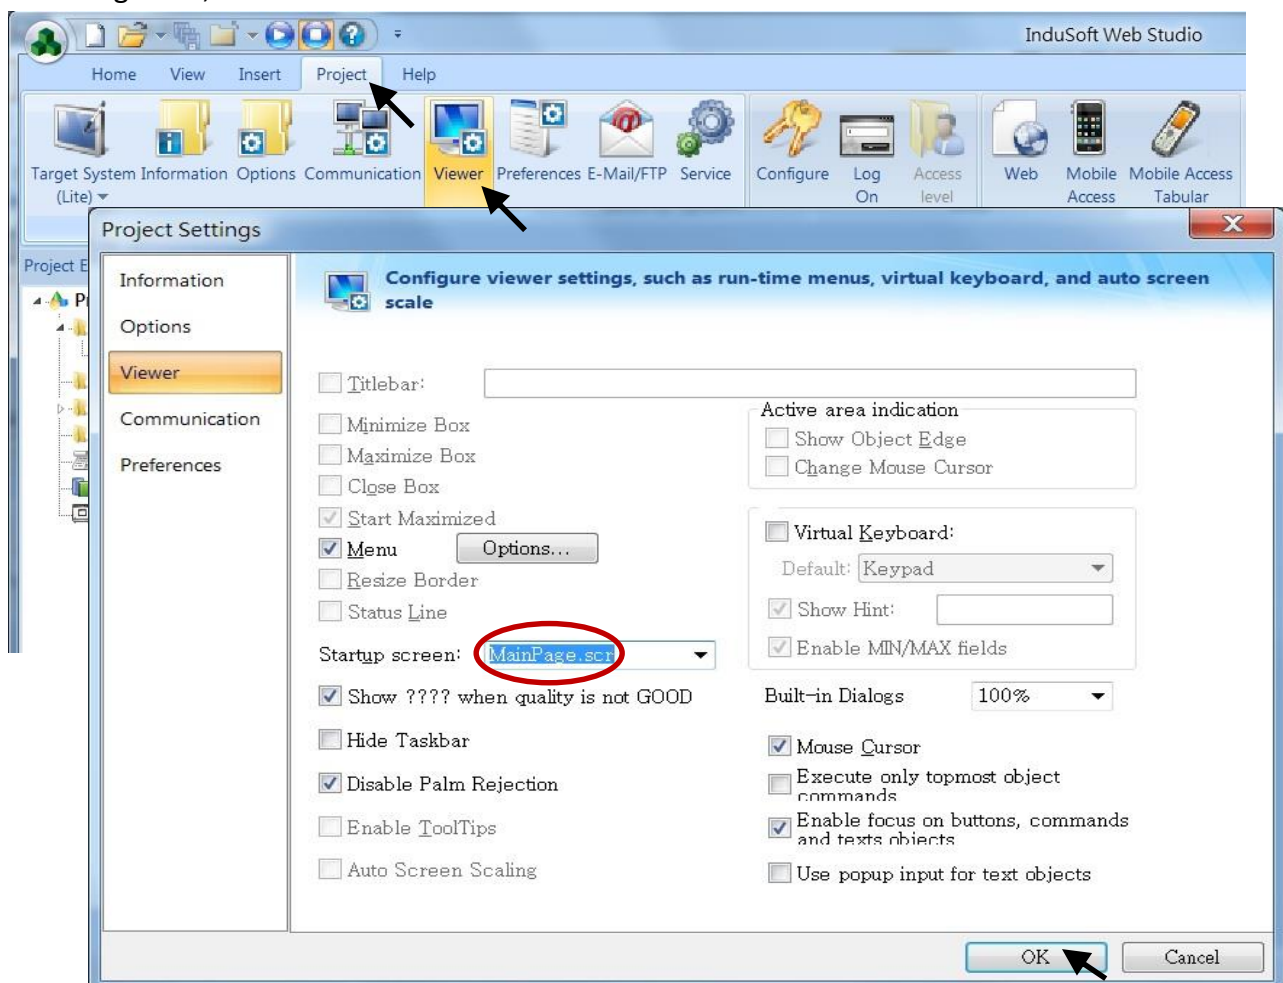 InduSoft Web Studio
Home View Insert Project Help
Target System Information Options Communication Viewer Preferences E-Mail/FTP Service Configure Log Access Web Mobile Mobile Access
(Lite) On level Access Tabular
Project Settings
X
Project E
Information
Configure viewer settings, such as run-time menus, virtual keyboard, and auto screen
scale
Options
Viewer
Communication
Preferences
Titlebar:
Minimize Box
Maximize Box
Close Box
Start Maximized
Menu Options...
Resize Border
Status Line
Startup screen: MainPage.scr
Show ???? when quality is not GOOD
Hide Taskbar
Disable Palm Rejection
Enable ToolTips
Auto Screen Scaling
Active area indication
Show Object Edge
Change Mouse Cursor
Virtual Keyboard:
Default: Keypad
Show Hint:
Enable MIN/MAX fields
Built-in Dialogs 100%
Mouse Cursor
Execute only topmost object
commands
Enable focus on buttons, commands
and texts objects
Use popup input for text objects
OK Cancel